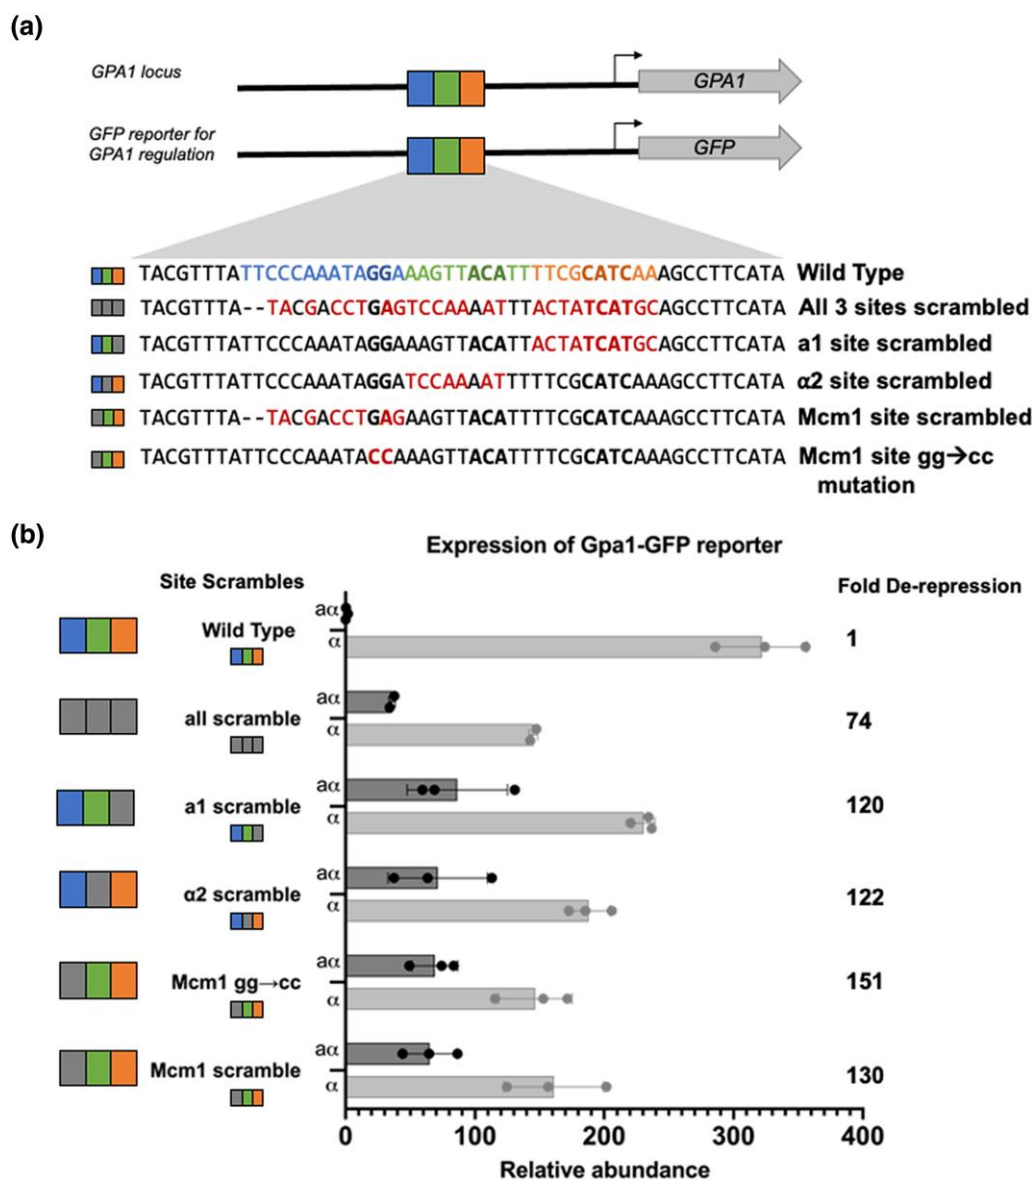 (a)
GPA1 locus
GPA1
GFP reporter for
GPA1 regulation
GFP
TACGTTTATTCCCAAATAGGAAAAGTTACATTTTCGCATCAAAGCCTTCATA Wild Type
TACGTTTA--TACGACCTGAGTCCAAAATTTACTATCATGCAGCCTTCATA All 3 sites scrambled
TACGTTTATTCCCAAATAGGAAAGTTACATTACTATCATGCAGCCTTCATA a1 site scrambled
TACGTTTATTCCCAAATAGGATCCAAAATTTTTCGCATCAAAGCCTTCATA α2 site scrambled
TACGTTTA--TACGACCTGAGAAGTTACATTTTCGCATCAAAGCCTTCATA Mcm1 site scrambled
TACGTTTATTCCCAAATACCAAAGTTACATTTTCGCATCAAAGCCTTCATA Mcm1 site gg→cc
mutation
(b)
Expression of Gpa1-GFP reporter
Site Scrambles
Fold De-repression
Wild Type
aα
α
1
all scramble
aα
α
74
a1 scramble
aα
α
120
α2 scramble
aα
α
122
Mcm1 gg→cc
aα
α
151
Mcm1 scramble
aα
α
130
0 100 200 300 400
Relative abundance